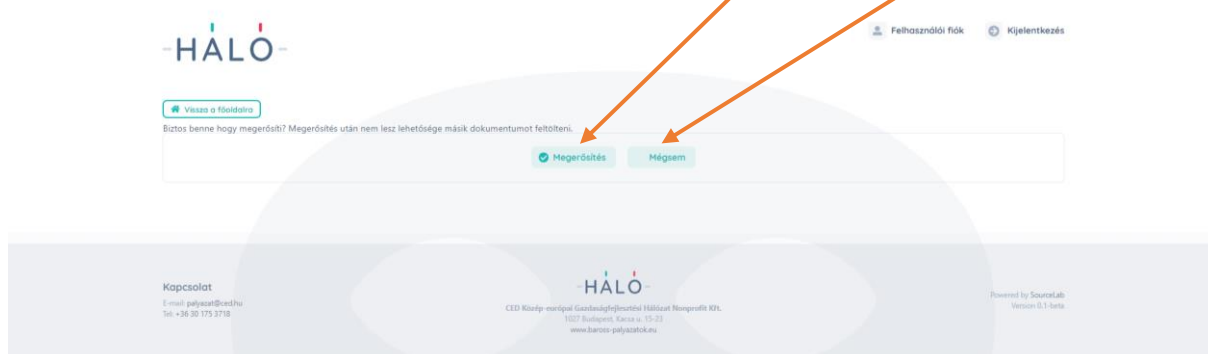 HÁLÓ
Felhasználói fiók
Kijelentkezés
Vissza a főoldalra
Biztos benne hogy megerősíti? Megerősítés után nem lesz lehetősége másik dokumentumot feltölteni.
Megerősítés
Mégsem
Kapcsolat
E-mail: palyazat@ced.hu
Tel: +36 30 175 3718
HÁLÓ
CED Közép-európai Gazdaságfejlesztési Hálózat Nonprofit Kft.
1027 Budapest, Kacsa u. 15-23
www.baross-palyazatok.eu
Powered by SourceLab
Version 0.1-beta